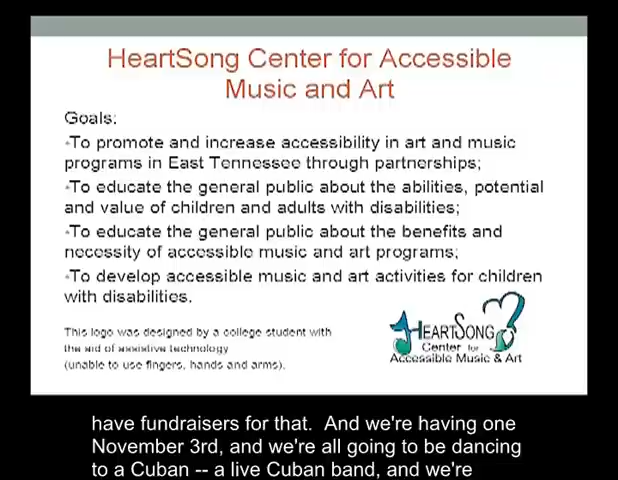 HeartSong Center for Accessible
Music and Art
Goals:
•To promote and increase accessibility in art and music
programs in East Tennessee through partnerships;
•To educate the general public about the abilities, potential
and value of children and adults with disabilities;
•To educate the general public about the benefits and
necessity of accessible music and art programs;
•To develop accessible music and art activities for children
with disabilities.
This logo was designed by a college student with
the aid of assistive technology
(unable to use fingers, hands and arms).
HEARTSONG
Center for
Accessible Music & Art
have fundraisers for that.  And we're having one
November 3rd, and we're all going to be dancing
to a Cuban -- a live Cuban band, and we're